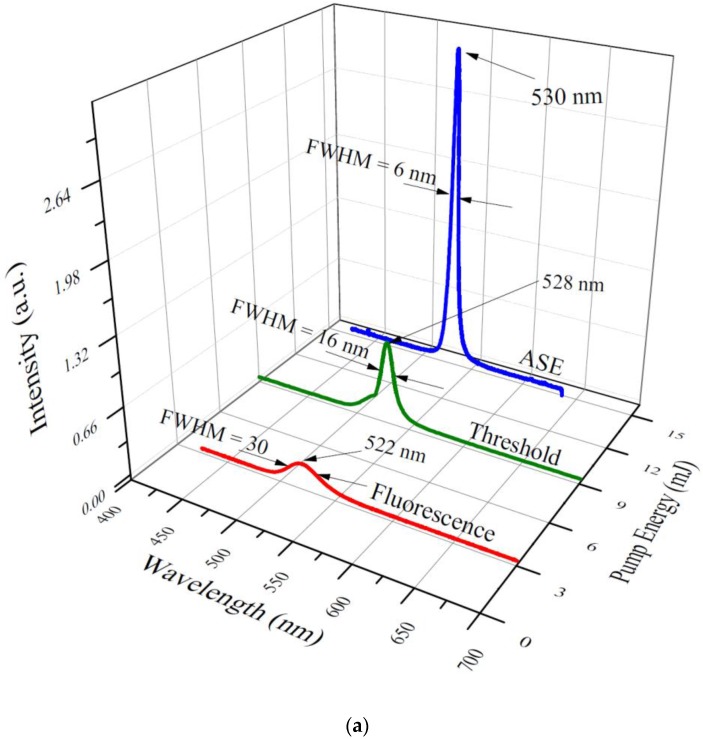 530 nm
FWHM = 6 nm
528 nm
FWHM = 16 nm
ASE
Threshold
FWHM = 30
522 nm
Fluorescence
Intensity (a.u.)
2.64
1.98
1.32
0.66
0.00
400
450
500
550
600
650
700
Wavelength (nm)
0
3
6
9
12
15
Pump Energy (mJ)
(a)